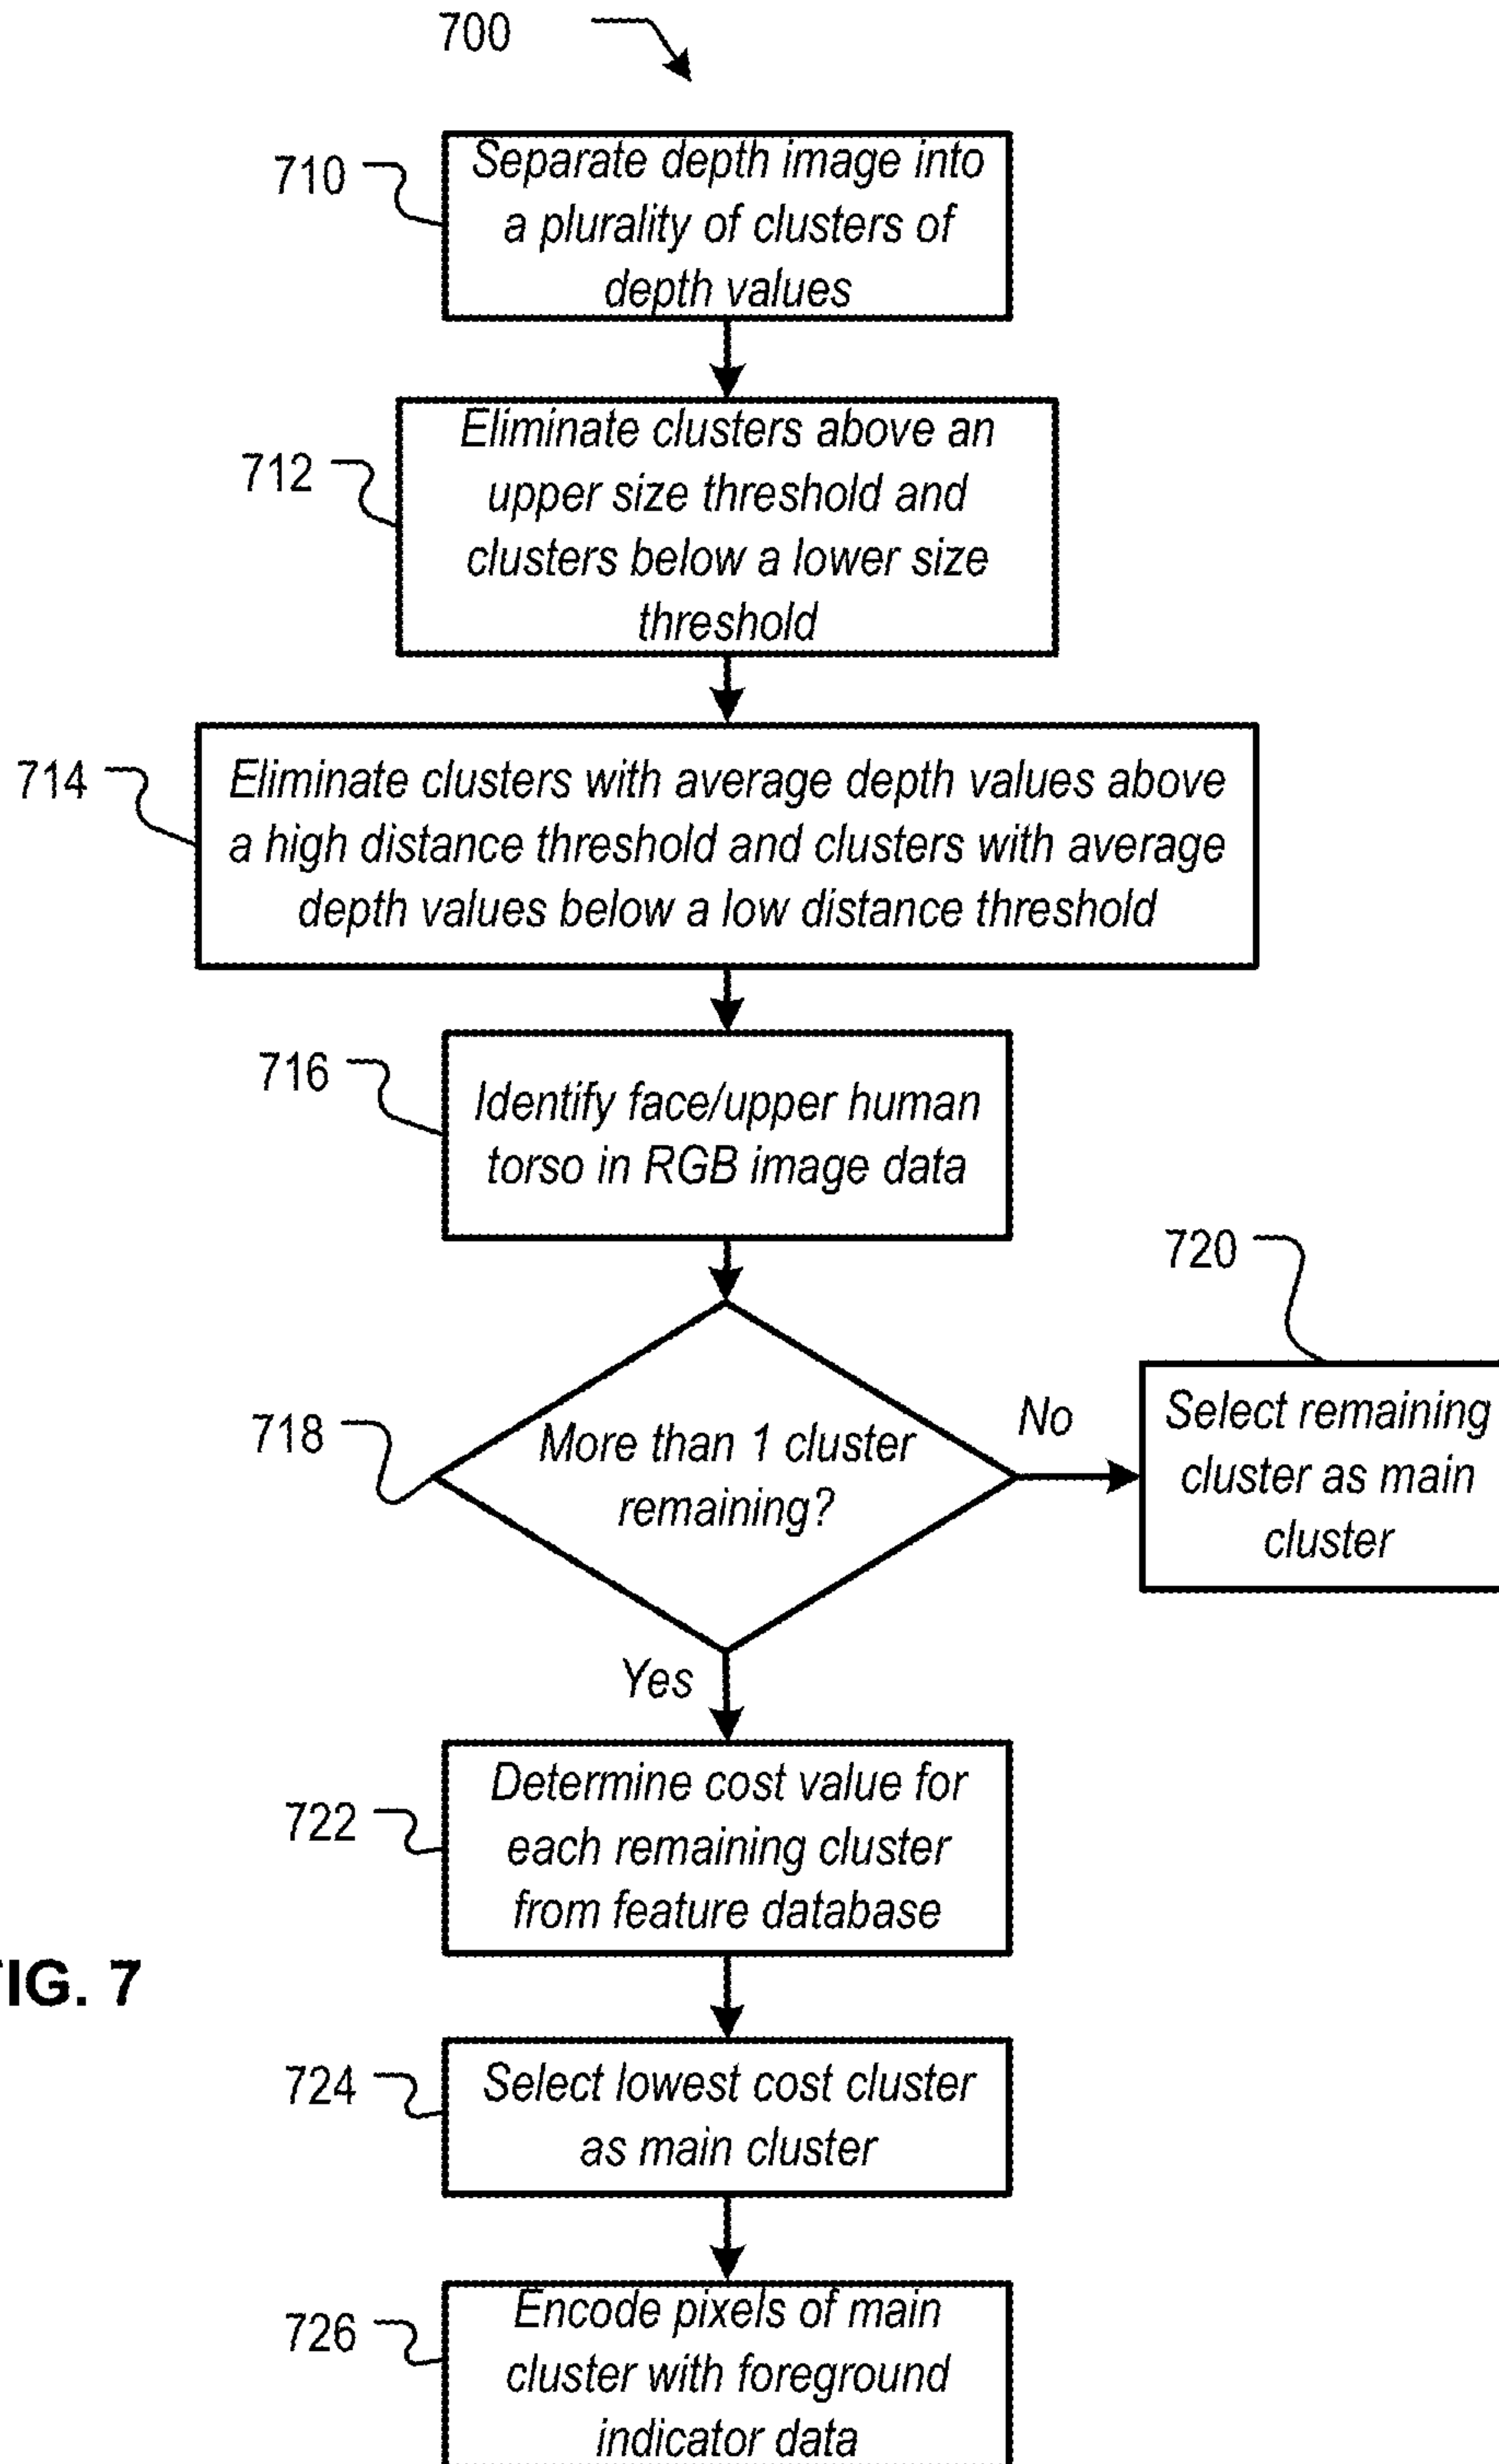 700
710
Separate depth image into
a plurality of clusters of
depth values
712
Eliminate clusters above an
upper size threshold and
clusters below a lower size
threshold
714
Eliminate clusters with average depth values above
a high distance threshold and clusters with average
depth values below a low distance threshold
716
Identify face/upper human
torso in RGB image data
718
More than 1 cluster
remaining?
No
720
Select remaining
cluster as main
cluster
Yes
722
Determine cost value for
each remaining cluster
from feature database
FIG. 7
724
Select lowest cost cluster
as main cluster
726
Encode pixels of main
cluster with foreground
indicator data